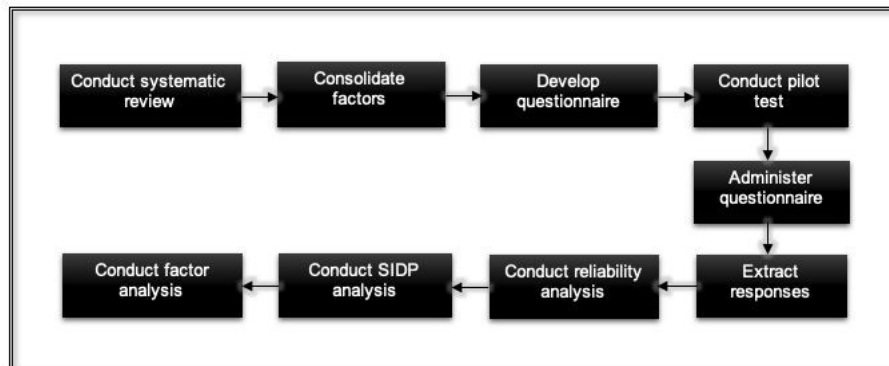 Conduct systematic
review
Consolidate
factors
Develop
questionnaire
Conduct pilot
test
Administer
questionnaire
Extract
responses
Conduct reliability
analysis
Conduct SIDP
analysis
Conduct factor
analysis